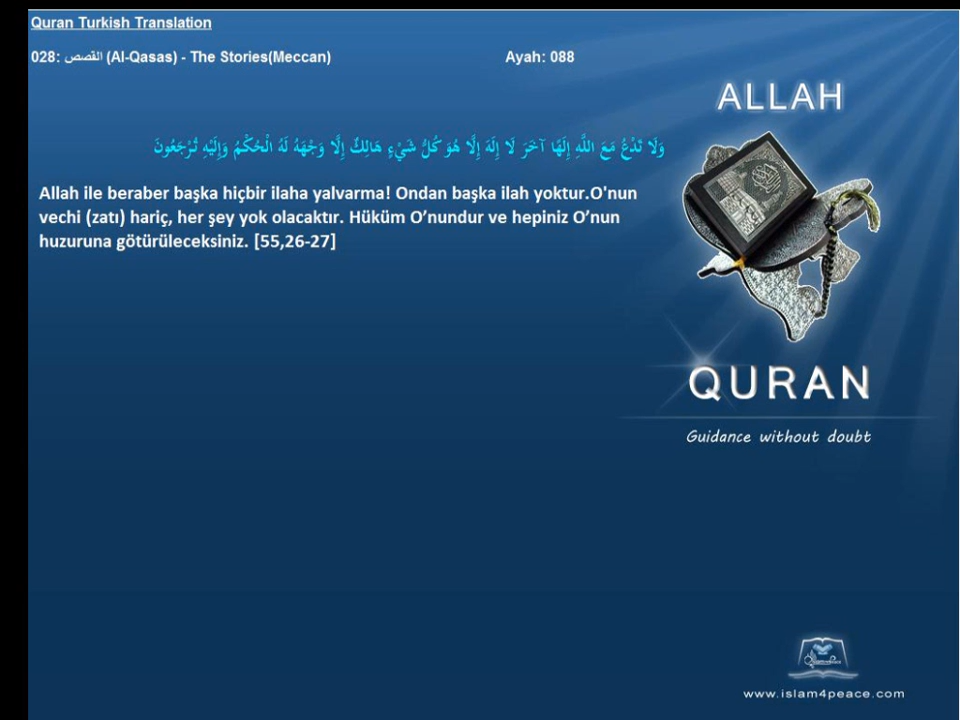 Quran Turkish Translation
028: القصص (Al-Qasas) - The Stories(Meccan) Ayah: 088
ALLAH
وَلَا تَدْعُ مَعَ اللَّهِ إِلَهًا آخَرَ لَا إِلَهَ إِلَّا هُوَ كُلُّ شَيْءٍ هَالِكٌ إِلَّا وَجْهَهُ لَهُ الْحُكْمُ وَإِلَيْهِ تُرْجَعُونَ
Allah ile beraber başka hiçbir ilaha yalvarma! Ondan başka ilah yoktur.O'nun
vechi (zatı) hariç, her şey yok olacaktır. Hüküm O’nundur ve hepiniz O’nun
huzuruna götürüleceksiniz. [55,26-27]
QURAN
Guidance without doubt
www.islam4peace.com